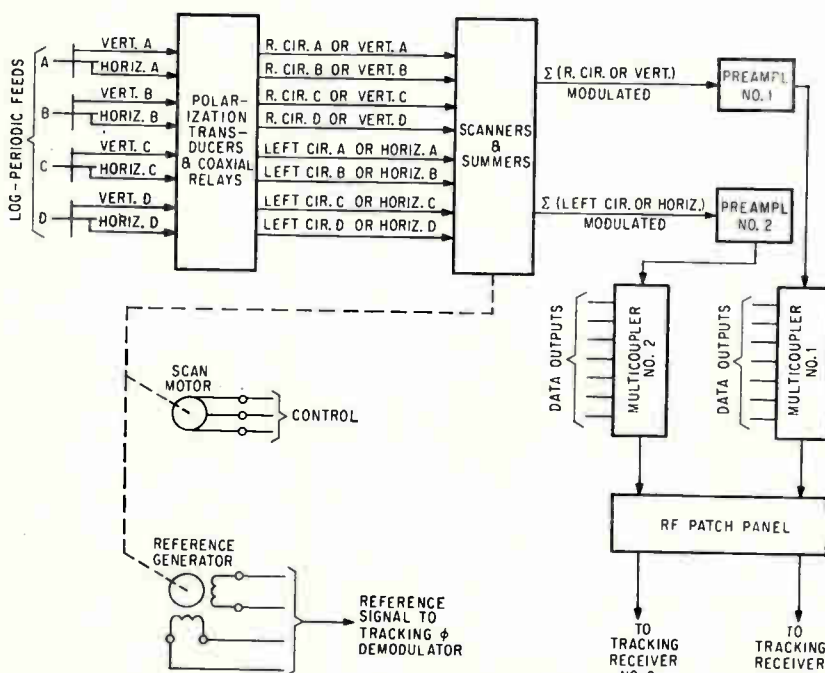 LOG-PERIODIC FEEDS
A
B
C
D
VERT. A
HORIZ. A
VERT. B
HORIZ. B
VERT. C
HORIZ. C
VERT. D
HORIZ. D
POLAR-
IZATION
TRANS-
DUCERS
& COAXIAL
RELAYS
R. CIR. A OR VERT. A
R. CIR. B OR VERT. B
R. CIR. C OR VERT. C
R. CIR. D OR VERT. D
LEFT CIR. A OR HORIZ. A
LEFT CIR. B OR HORIZ. B
LEFT CIR. C OR HORIZ. C
LEFT CIR. D OR HORIZ. D
SCANNERS
&
SUMMERS
Σ (R. CIR. OR VERT.)
MODULATED
PREAMPL
NO. 1
Σ (LEFT CIR. OR HORIZ.)
MODULATED
PREAMPL
NO. 2
DATA OUTPUTS
MULTICOUPLER
NO. 2
DATA OUTPUTS
MULTICOUPLER
NO. 1
SCAN
MOTOR
CONTROL
RF PATCH PANEL
REFERENCE
GENERATOR
REFERENCE
SIGNAL TO
TRACKING ϕ
DEMODULATOR
TO
TRACKING
RECEIVER
TO
TRACKING
RECEIVER